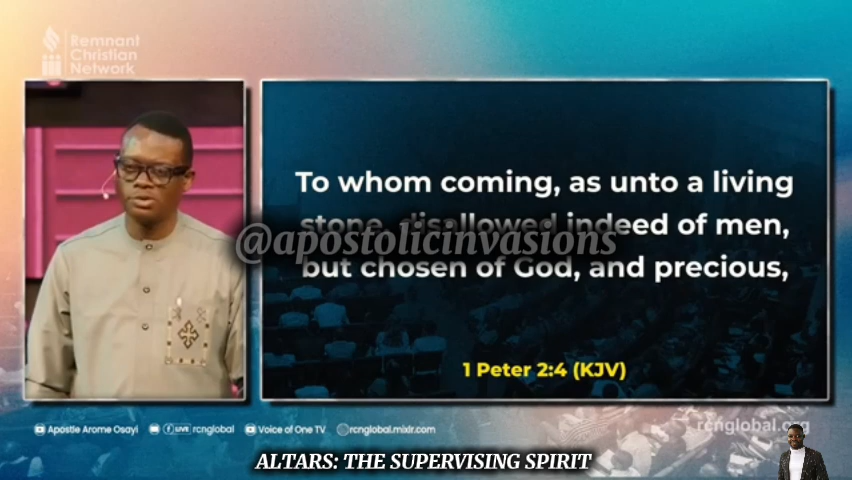 Remnant
Christian
Network
To whom coming, as unto a living
stone, disallowed indeed of men,
but chosen of God, and precious,
@apostolicinvasions
1 Peter 2:4 (KJV)
Apostle Arome Osayi LIVE rcnglobal Voice of One TV rcnglobal.mixlr.com
rcnglobal.org
ALTARS: THE SUPERVISING SPIRIT